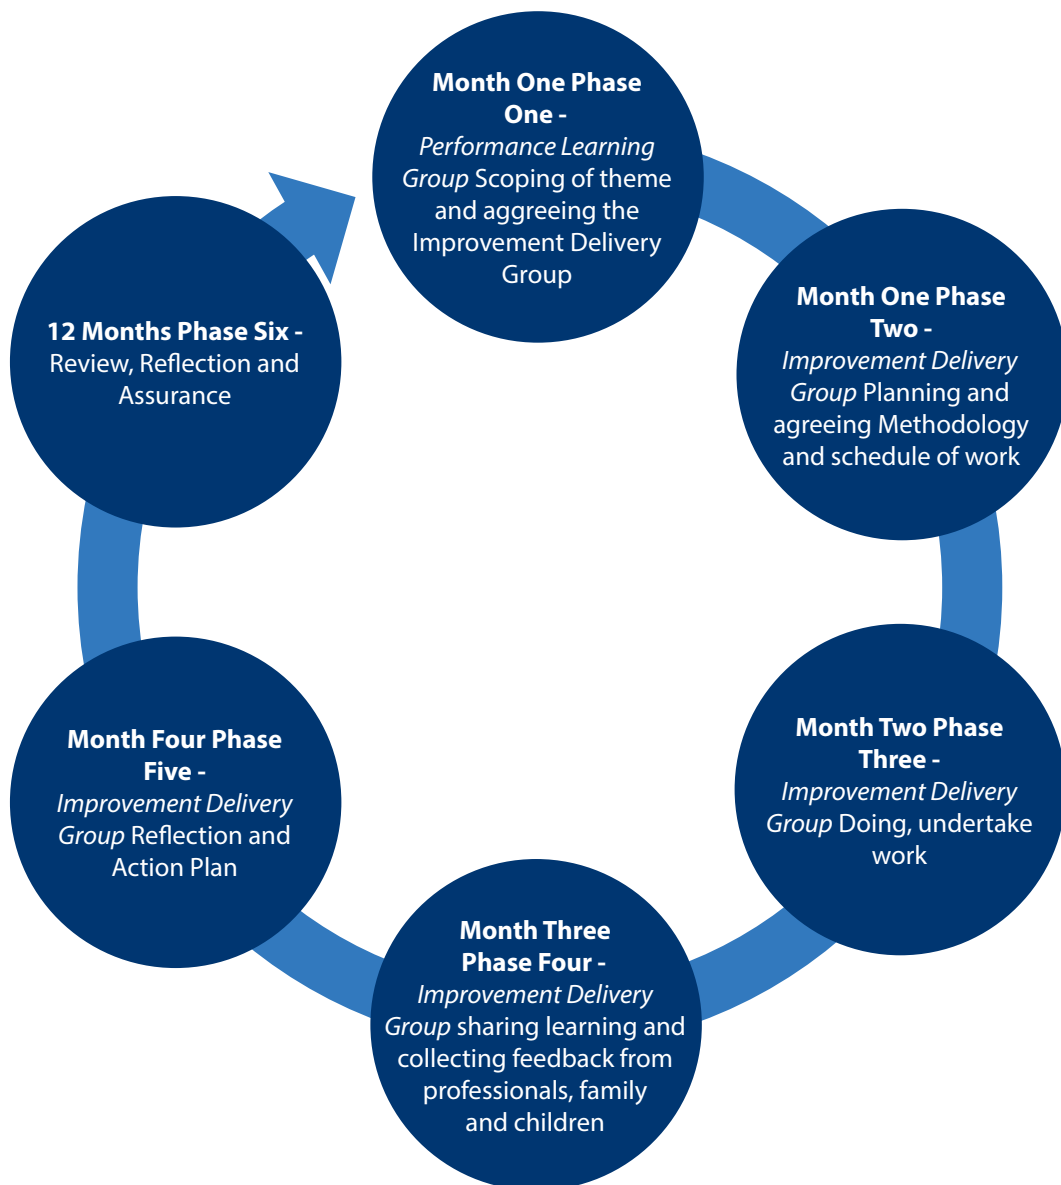 Month One Phase
One -
Performance Learning
Group Scoping of theme
and aggreeing the
Improvement Delivery
Group
Month One Phase
Two -
Improvement Delivery
Group Planning and
agreeing Methodology
and schedule of work
Month Two Phase
Three -
Improvement Delivery
Group Doing, undertake
work
Month Three
Phase Four -
Improvement Delivery
Group sharing learning and
collecting feedback from
professionals, family
and children
Month Four Phase
Five -
Improvement Delivery
Group Reflection and
Action Plan
12 Months Phase Six -
Review, Reflection and
Assurance